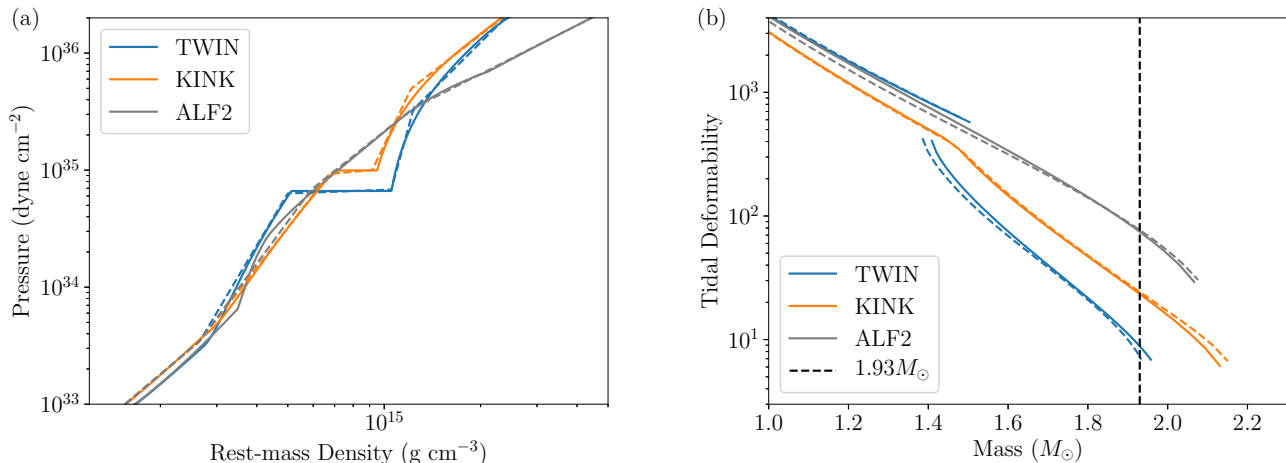 (a)
TWIN
KINK
ALF2
10^36
10^35
10^34
10^33
10^15
Pressure (dyne cm^−2)
Rest-mass Density (g cm^−3)
(b)
10^3
10^2
10^1
1.0 1.2 1.4 1.6 1.8 2.0 2.2
Tidal Deformability
Mass (M⊙)
TWIN
KINK
ALF2
1.93M⊙